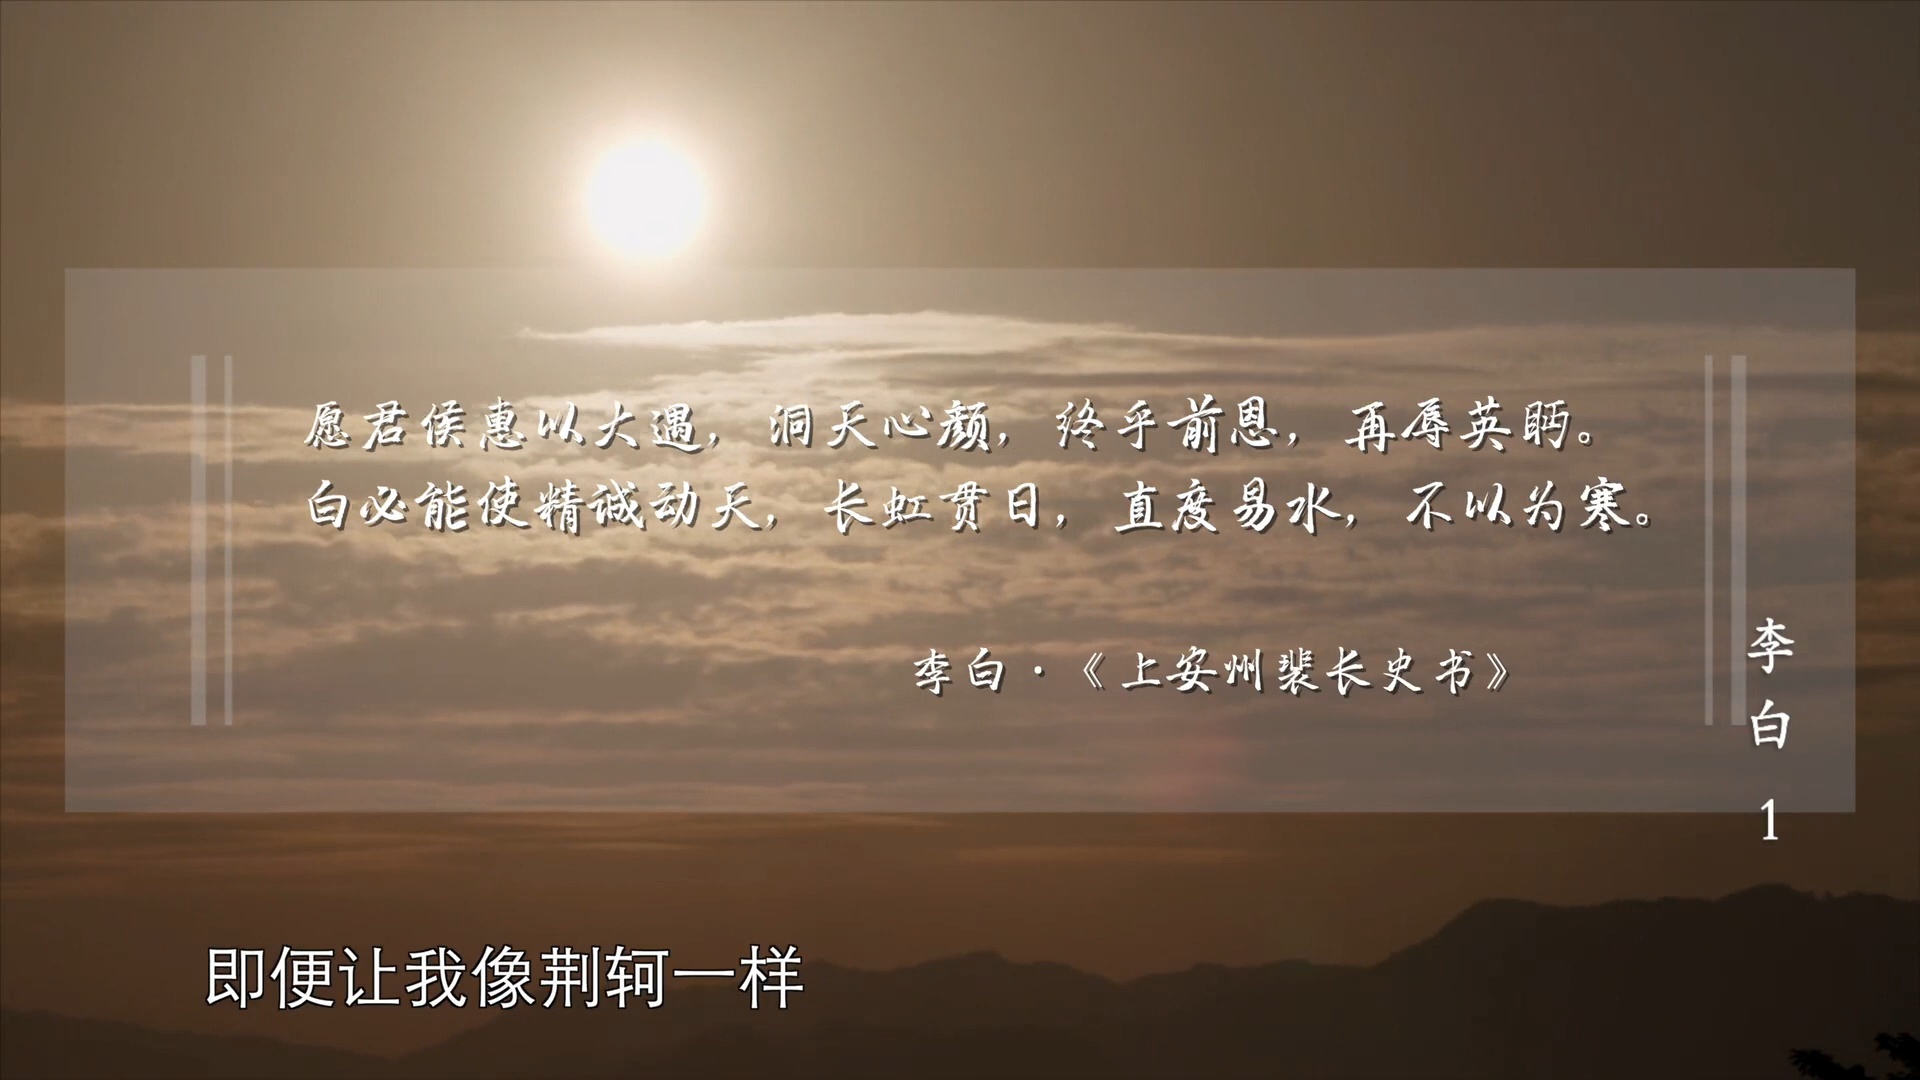 愿君侯惠以大遇，洞天心颜，终乎前恩，再辱英眄。
白必能使精诚动天，长虹贯日，直度易水，不以为寒。
李白·《上安州裴长史书》
李白 1
即便让我像荆轲一样